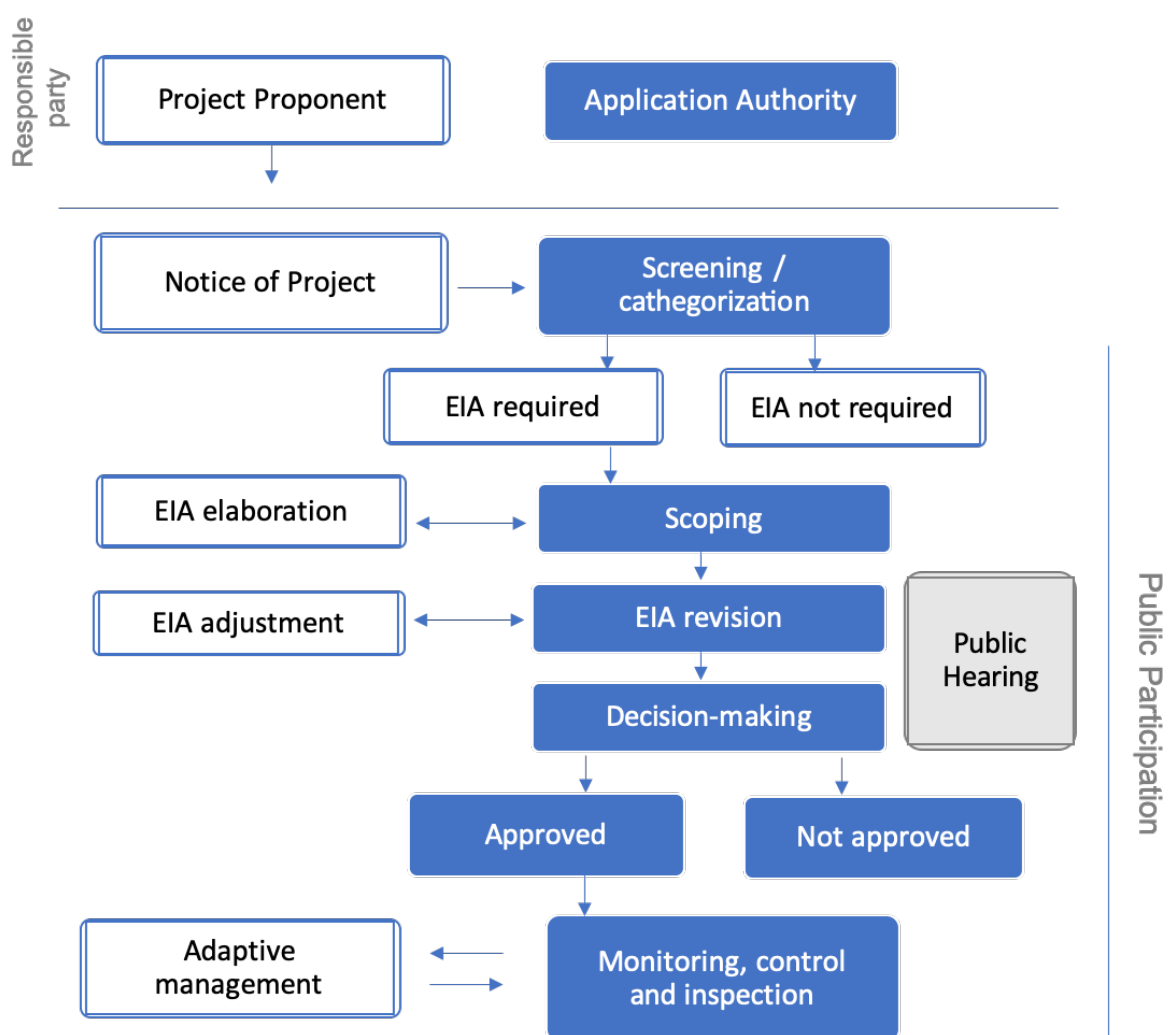 Responsible
party
Project Proponent
Application Authority
Notice of Project
Screening /
cathegorization
EIA required
EIA not required
EIA elaboration
Scoping
EIA adjustment
EIA revision
Public
Hearing
Decision-making
Public Participation
Approved
Not approved
Adaptive
management
Monitoring, control
and inspection